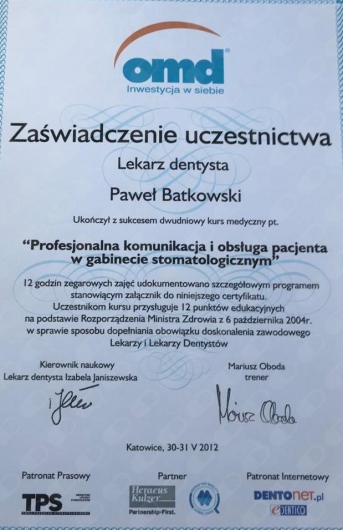 omd
Inwestycja w siebie
Zaświadczenie uczestnictwa
Lekarz dentysta
Paweł Batkowski
Ukończył z sukcesem dwudniowy kurs medyczny pt.
“Profesjonalna komunikacja i obsługa pacjenta
w gabinecie stomatologicznym”
12 godzin zegarowych zajęć udokumentowano szczegółowym programem
stanowiącym załącznik do niniejszego certyfikatu.
Uczestnikom kursu przysługuje 12 punktów edukacyjnych
na podstawie Rozporządzenia Ministra Zdrowia z 6 października 2004r.
w sprawie sposobu dopełniania obowiązku doskonalenia zawodowego
Lekarzy i Lekarzy Dentystów
Kierownik naukowy
Lekarz dentysta Izabela Janiszewska
Mariusz Oboda
trener
Mariusz Oboda
Katowice, 30-31 V 2012
Patronat Prasowy
Partner
Patronat Internetowy
TPS
Heraeus
Kulzer
Partnership-First.
DENTOnet.pl
eDENTICO